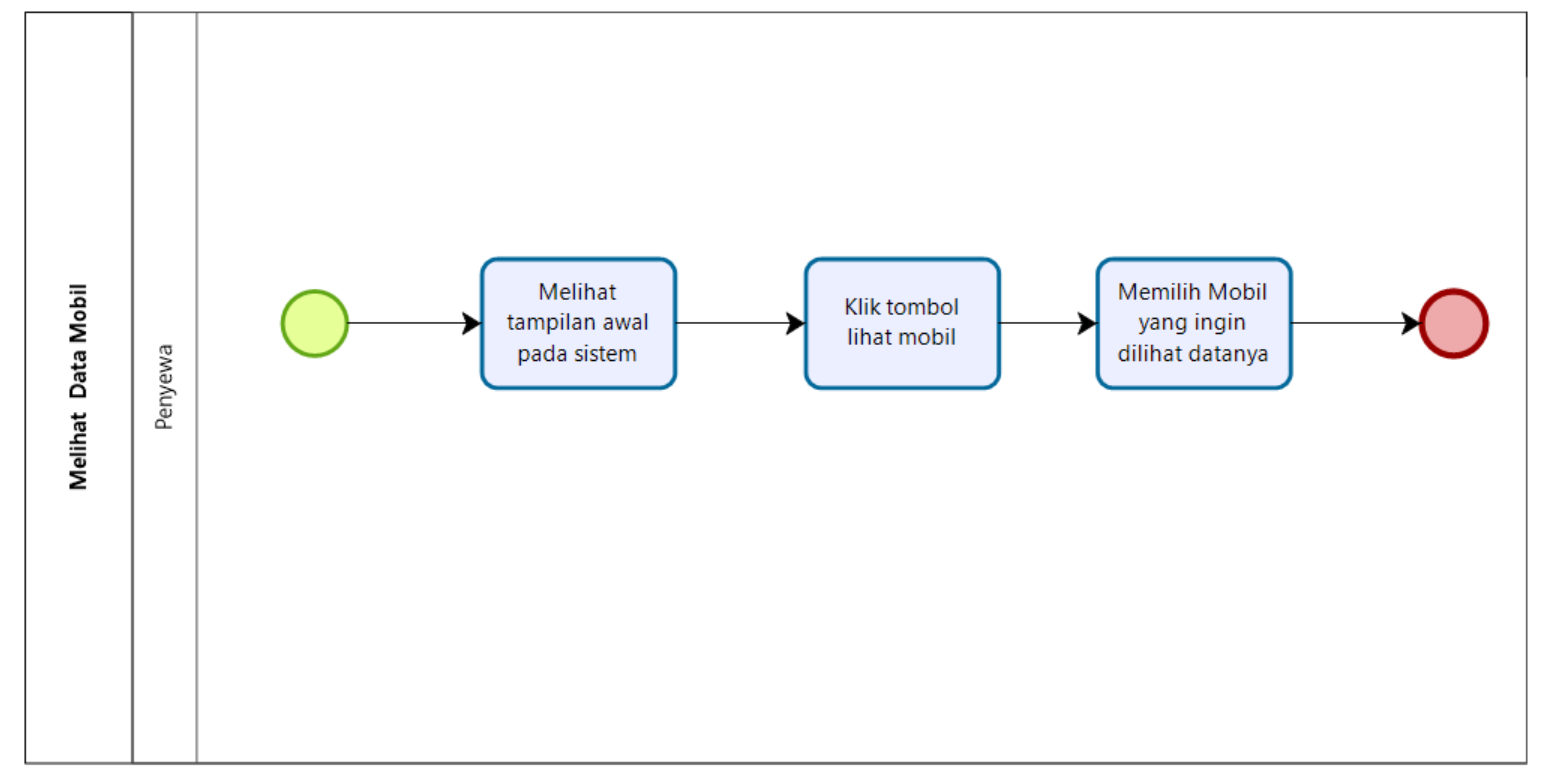 Melihat Data Mobil
Penyewa
Melihat
tampilan awal
pada sistem
Klik tombol
lihat mobil
Memilih Mobil
yang ingin
dilihat datanya